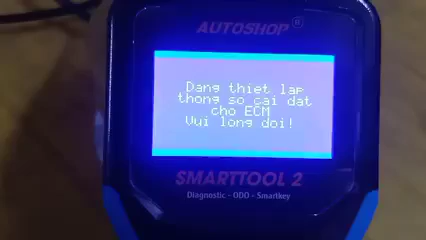 AUTOSHOP®
Dang thiet lap
thong so cai dat
cho ECM
Vui long doi!
SMARTTOOL 2
Diagnostic - ODO - Smartkey